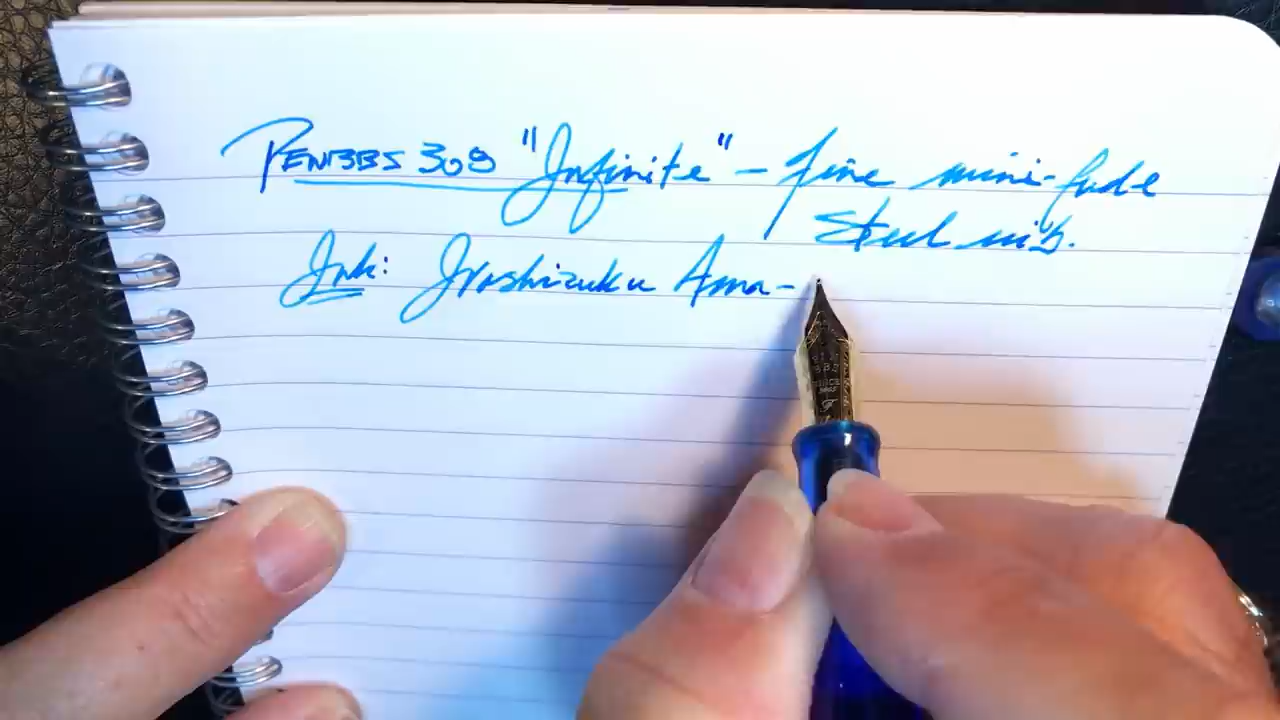 PENBBS 309 "Infinite" - fine mini-fude
steel nib.
Ink: Iroshizuku Ama-